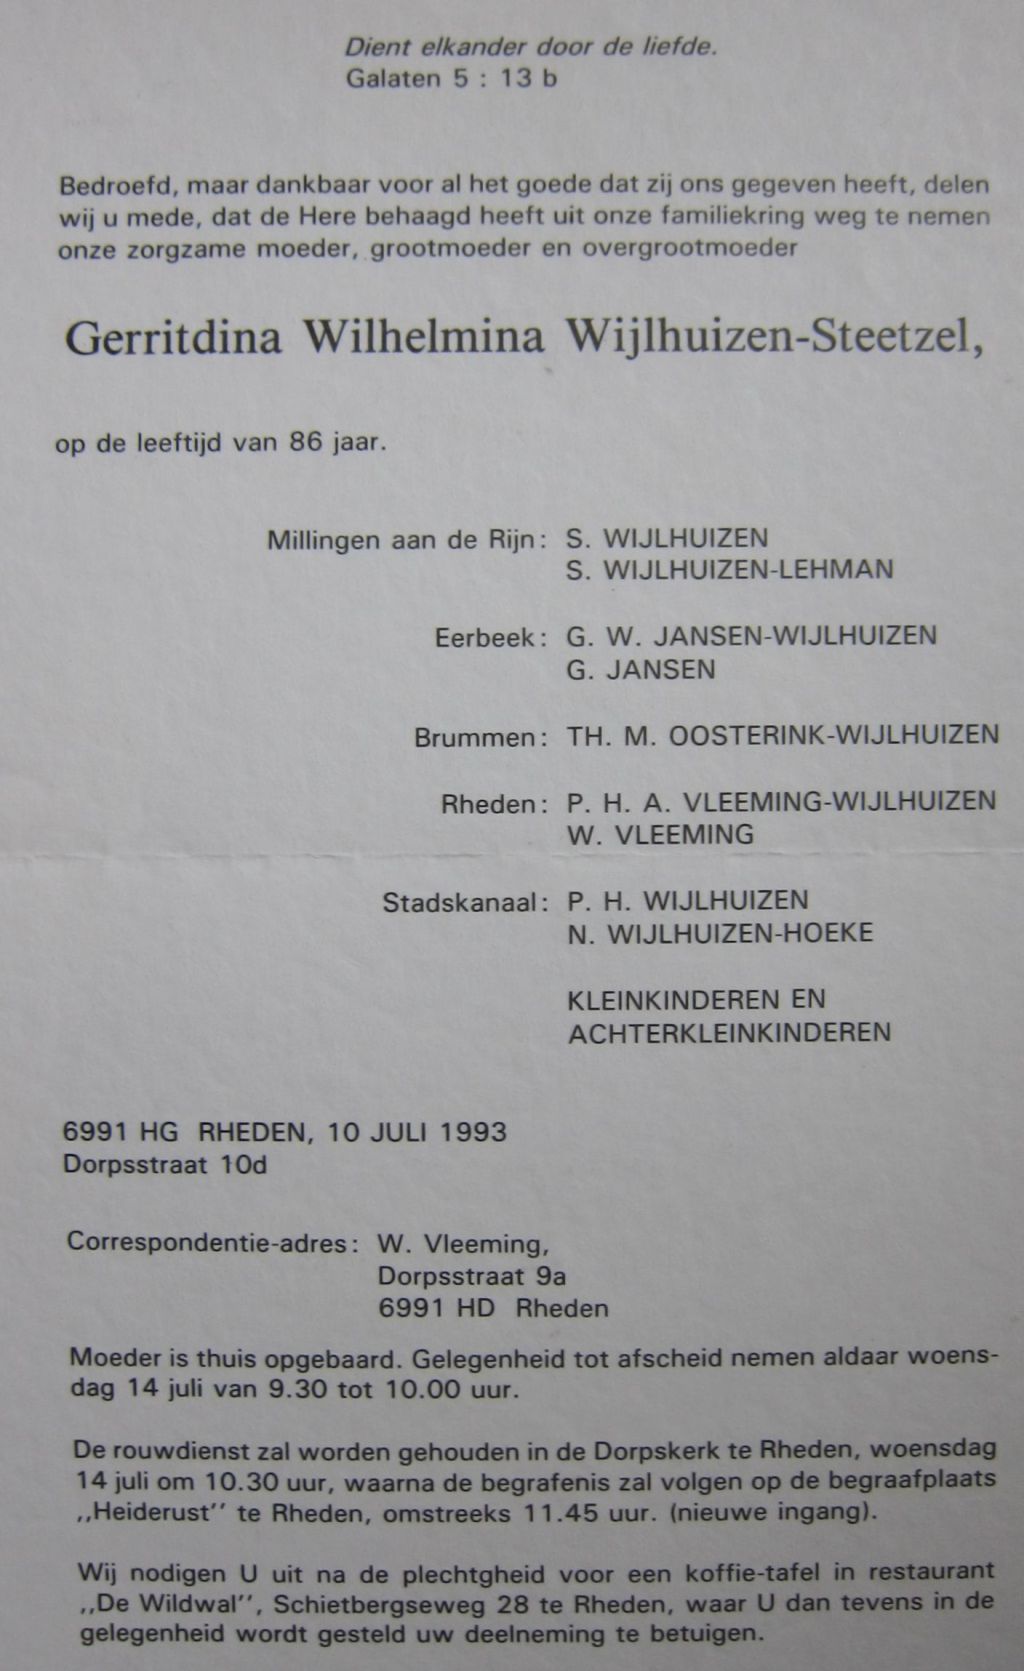 Dient elkander door de liefde.
Galaten 5 : 13 b
Bedroefd, maar dankbaar voor al het goede dat zij ons gegeven heeft, delen
wij u mede, dat de Here behaagd heeft uit onze familiekring weg te nemen
onze zorgzame moeder, grootmoeder en overgrootmoeder
Gerritdina Wilhelmina Wijlhuizen-Steetzel,
op de leeftijd van 86 jaar.
Millingen aan de Rijn: S. WIJLHUIZEN
S. WIJLHUIZEN-LEHMAN
Eerbeek: G. W. JANSEN-WIJLHUIZEN
G. JANSEN
Brummen: TH. M. OOSTERINK-WIJLHUIZEN
Rheden: P. H. A. VLEEMING-WIJLHUIZEN
W. VLEEMING
Stadskanaal: P. H. WIJLHUIZEN
N. WIJLHUIZEN-HOEKE
KLEINKINDEREN EN
ACHTERKLEINKINDEREN
6991 HG RHEDEN, 10 JULI 1993
Dorpsstraat 10d
Correspondentie-adres: W. Vleeming,
Dorpsstraat 9a
6991 HD Rheden
Moeder is thuis opgebaard. Gelegenheid tot afscheid nemen aldaar woens-
dag 14 juli van 9.30 tot 10.00 uur.
De rouwdienst zal worden gehouden in de Dorpskerk te Rheden, woensdag
14 juli om 10.30 uur, waarna de begrafenis zal volgen op de begraafplaats
,,Heiderust'' te Rheden, omstreeks 11.45 uur. (nieuwe ingang).
Wij nodigen U uit na de plechtgheid voor een koffie-tafel in restaurant
,,De Wildwal'', Schietbergseweg 28 te Rheden, waar U dan tevens in de
gelegenheid wordt gesteld uw deelneming te betuigen.